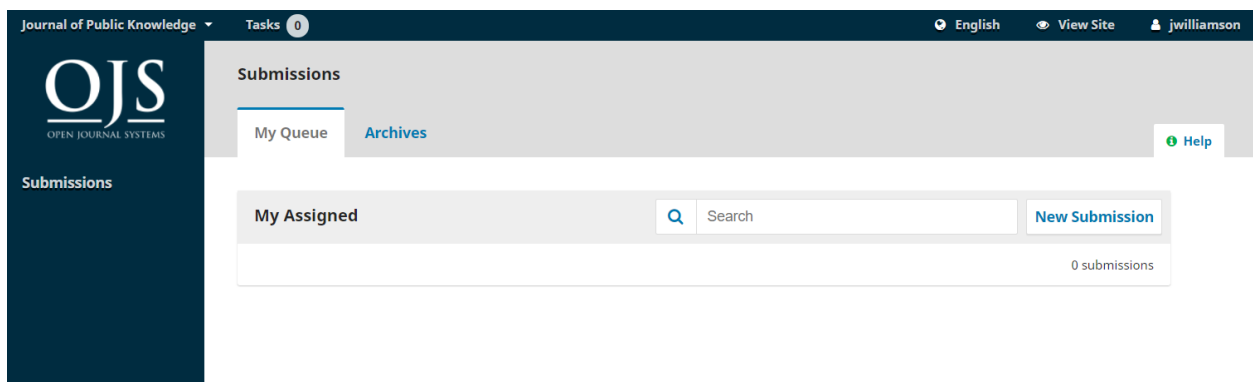 Journal of Public Knowledge Tasks 0 English View Site jwilliamson
OJS
OPEN JOURNAL SYSTEMS
Submissions
Submissions
My Queue Archives
Help
My Assigned Search New Submission
0 submissions